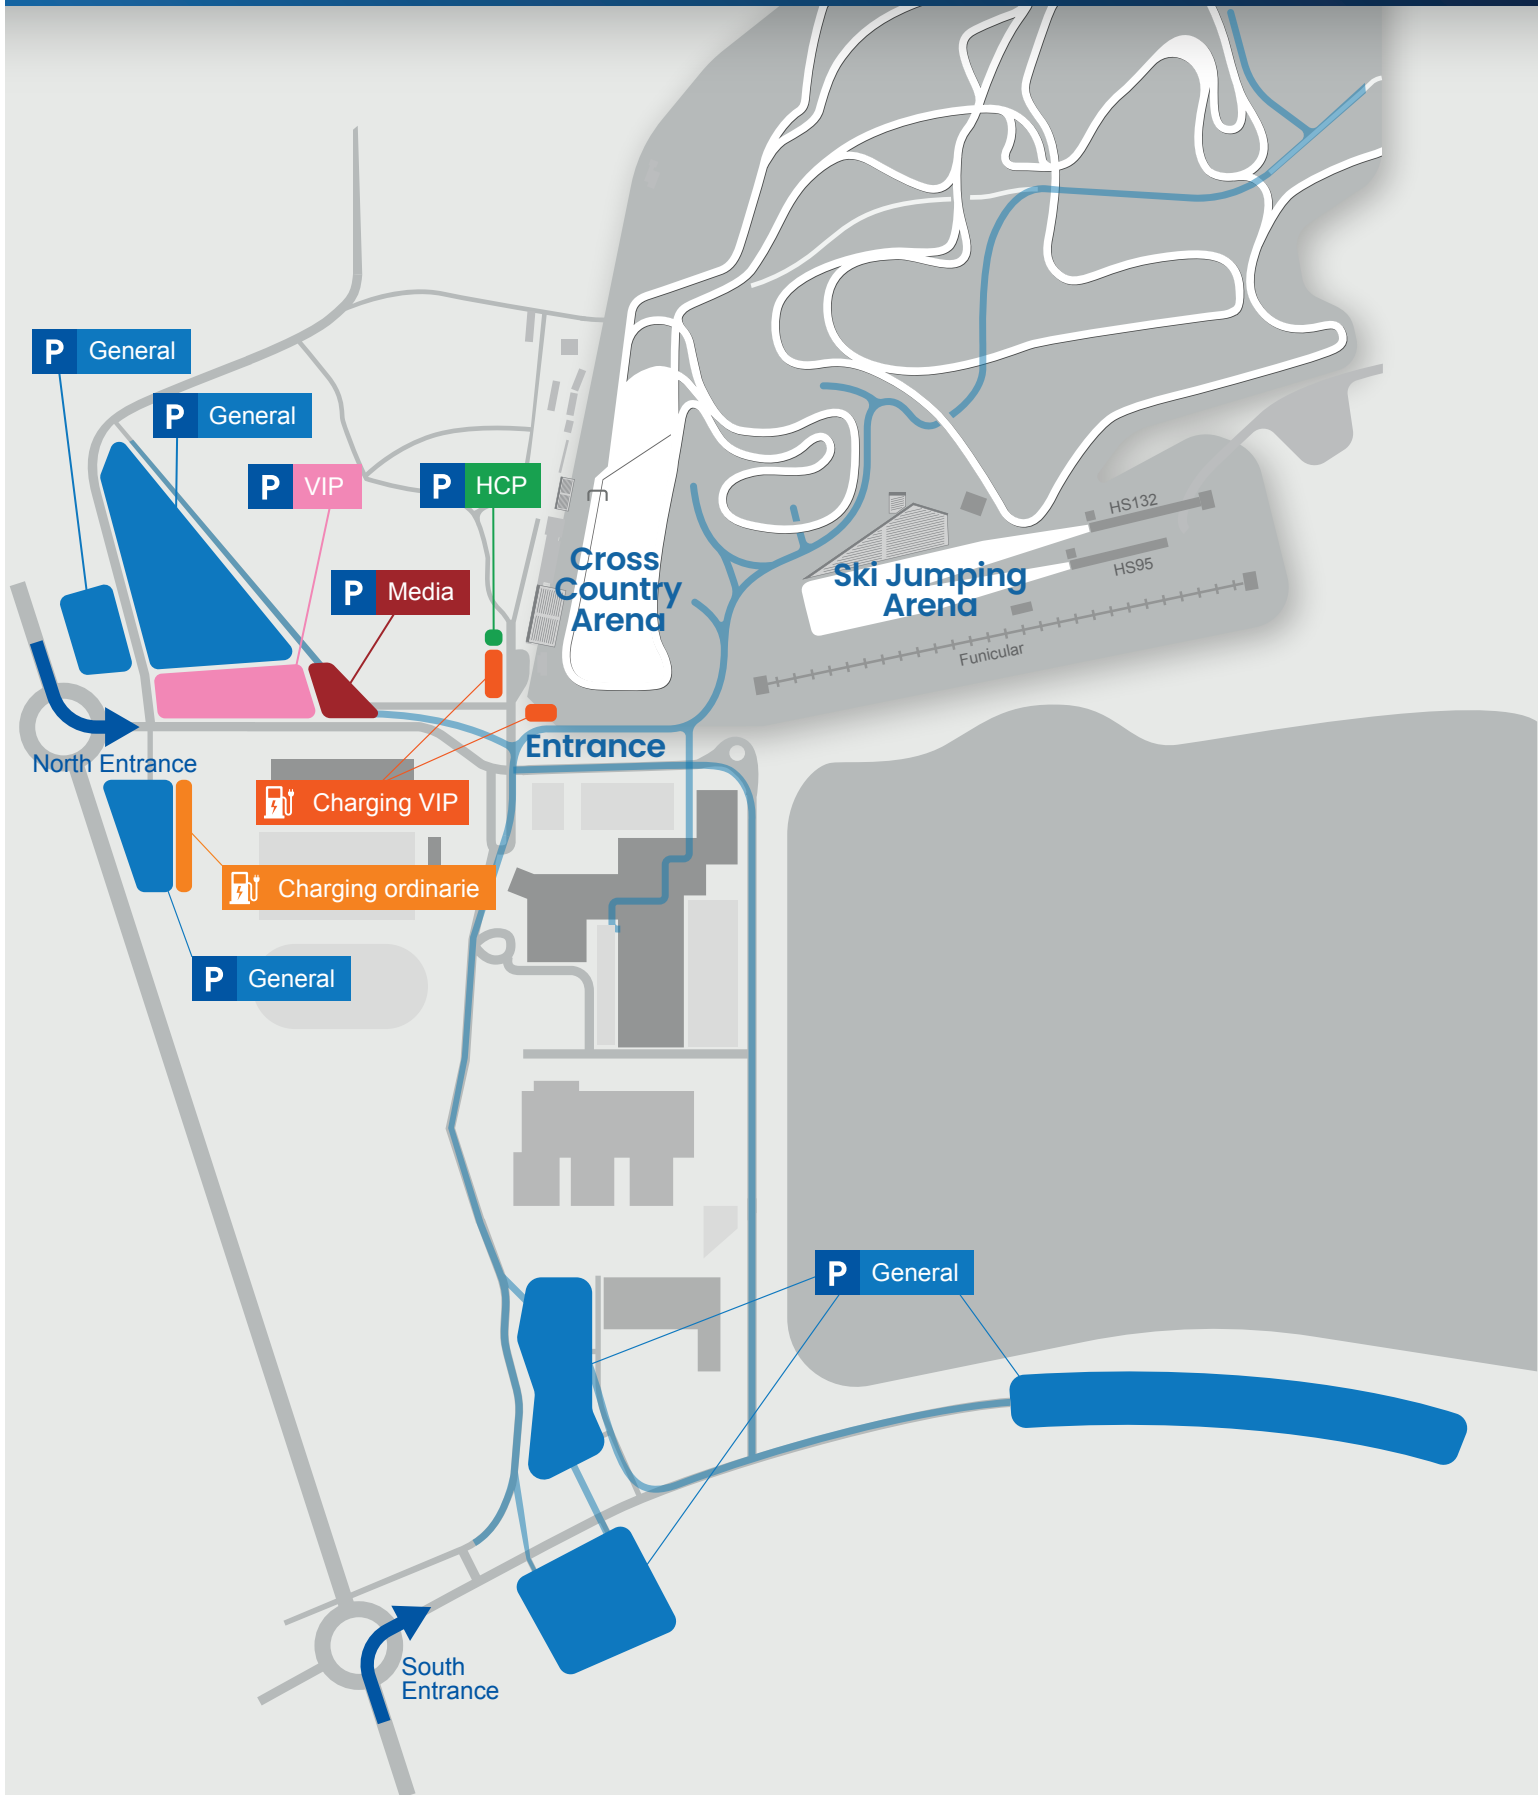 P General
P General
P VIP
P HCP
HS132
HS95
Cross
Country
Arena
Ski Jumping
Arena
P Media
Funicular
Entrance
North Entrance
Charging VIP
Charging ordinarie
P General
P General
South
Entrance